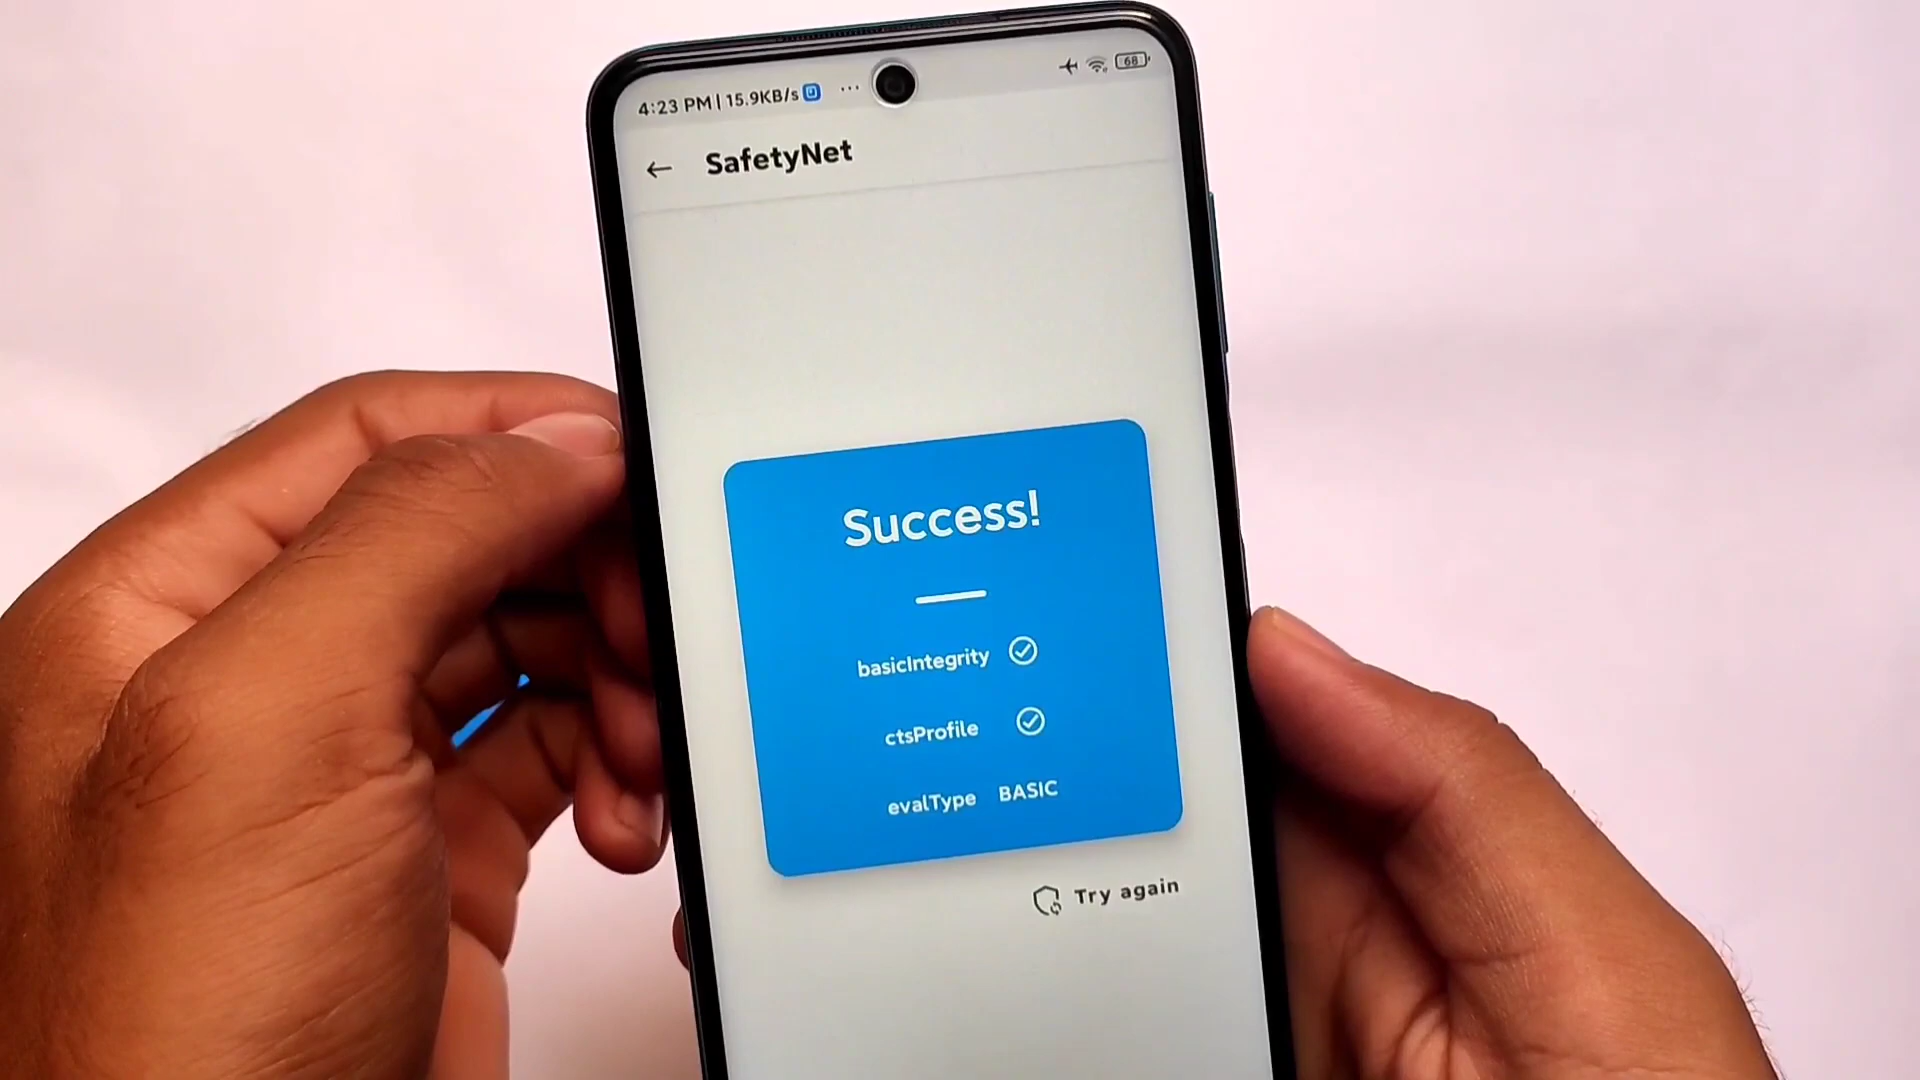 4:23 PM | 15.9KB/s ... 68
SafetyNet
Success!
basicIntegrity
ctsProfile
evalType BASIC
Try again